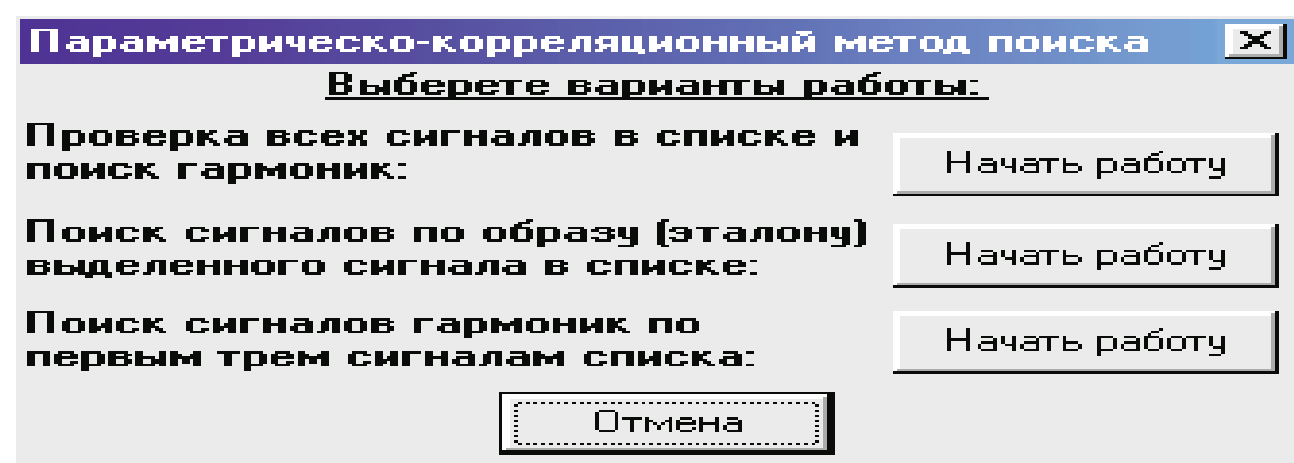 Параметрическо-корреляционный метод поиска
Выберете варианты работы:
Проверка всех сигналов в списке и
поиск гармоник:
Начать работу
Поиск сигналов по образу (эталону)
выделенного сигнала в списке:
Начать работу
Поиск сигналов гармоник по
первым трем сигналам списка:
Начать работу
Отмена